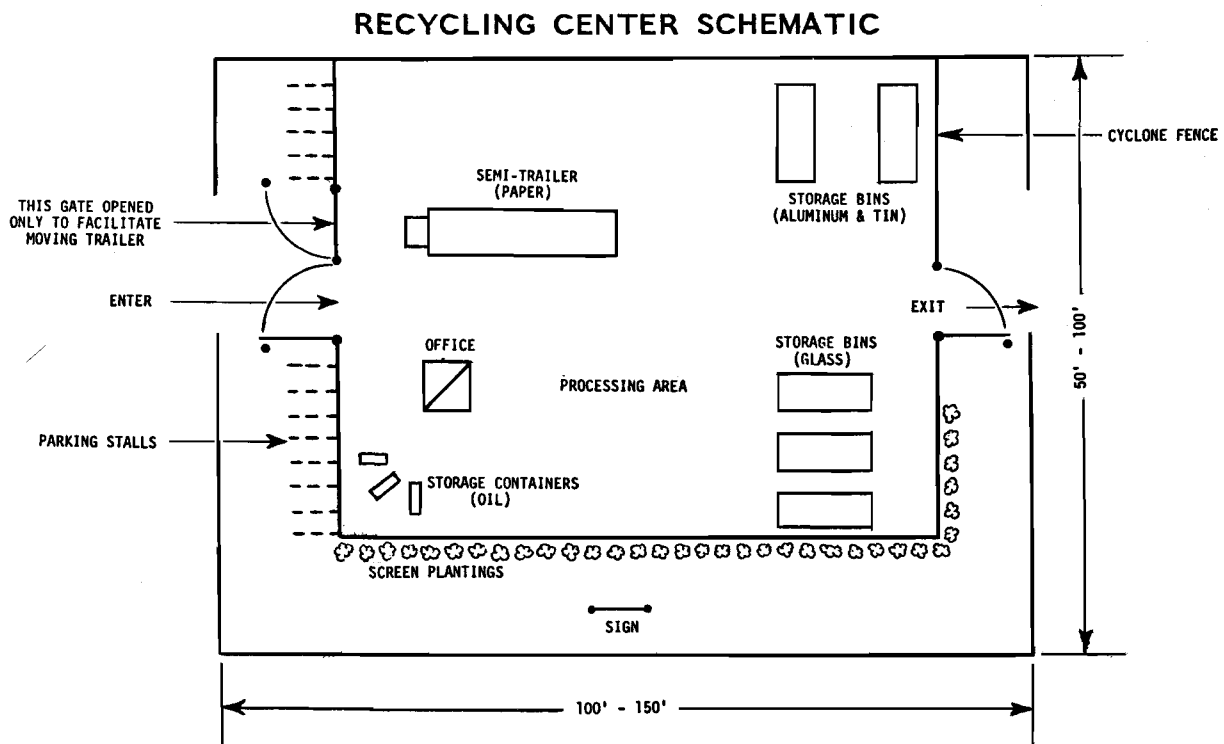 RECYCLING CENTER SCHEMATIC
CYCLONE FENCE
SEMI-TRAILER
(PAPER)
STORAGE BINS
(ALUMINUM & TIN)
THIS GATE OPENED
ONLY TO FACILITATE
MOVING TRAILER
ENTER
EXIT
OFFICE
STORAGE BINS
(GLASS)
PROCESSING AREA
50' - 100'
PARKING STALLS
STORAGE CONTAINERS
(OIL)
SCREEN PLANTINGS
SIGN
100' - 150'